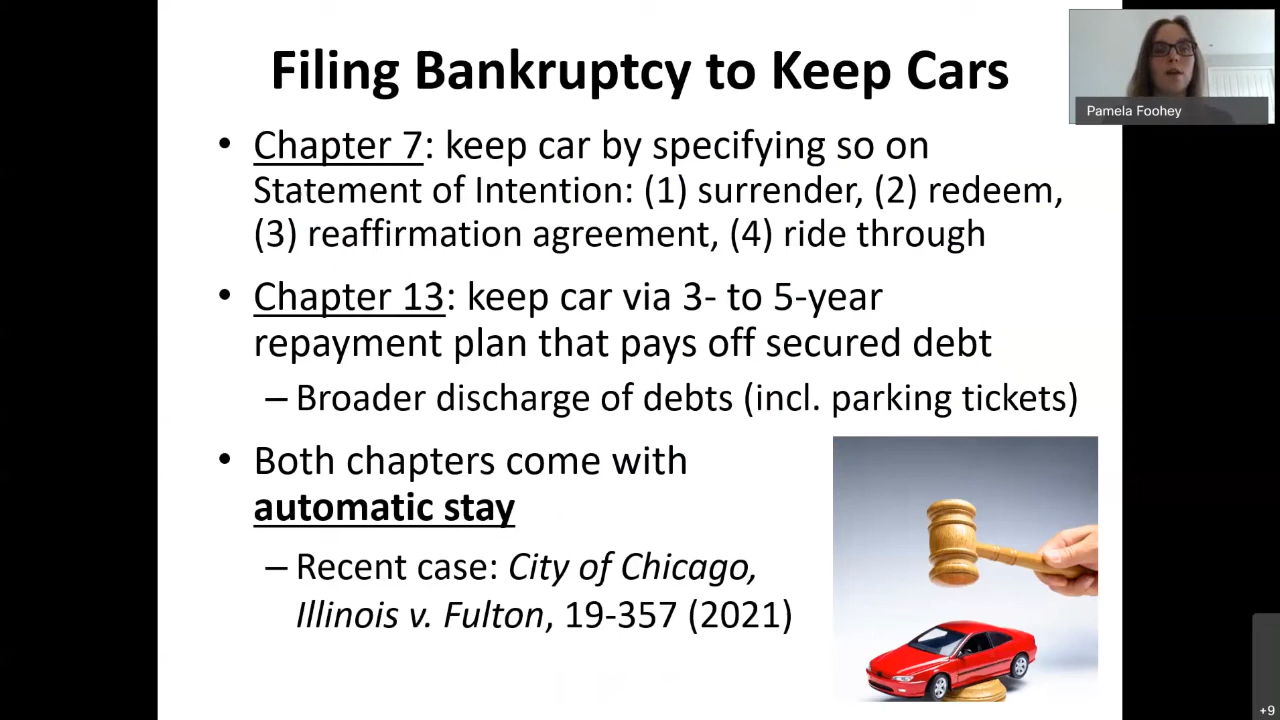 Filing Bankruptcy to Keep Cars
Pamela Foohey
• Chapter 7: keep car by specifying so on
Statement of Intention: (1) surrender, (2) redeem,
(3) reaffirmation agreement, (4) ride through
• Chapter 13: keep car via 3- to 5-year
repayment plan that pays off secured debt
– Broader discharge of debts (incl. parking tickets)
• Both chapters come with
automatic stay
– Recent case: City of Chicago,
Illinois v. Fulton, 19-357 (2021)
+9